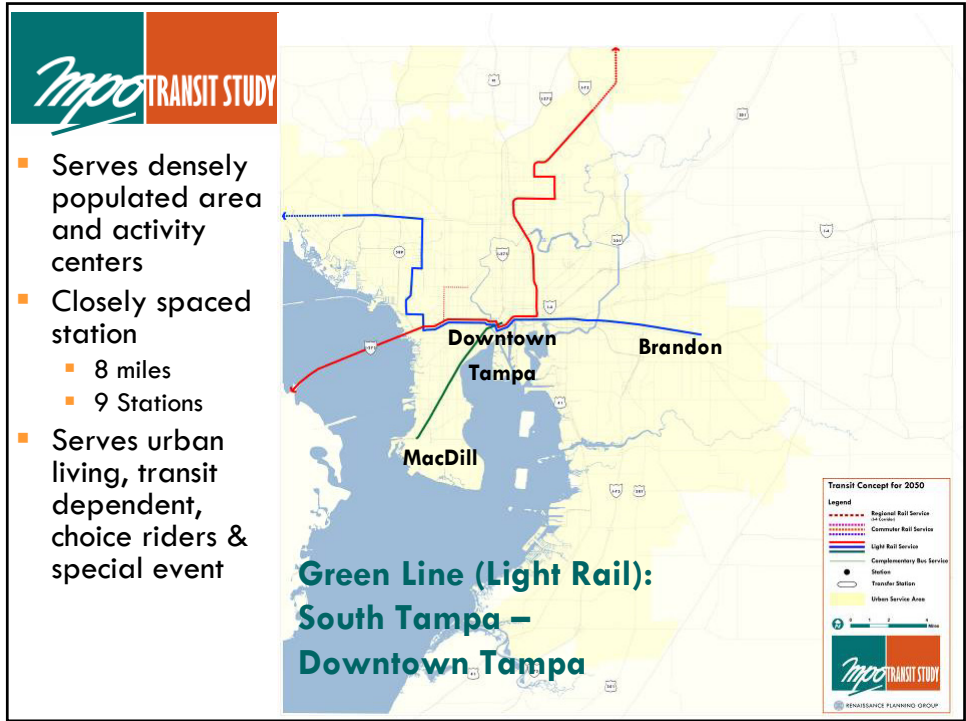 mpo TRANSIT STUDY
Serves densely
populated area
and activity
centers
Closely spaced
station
8 miles
9 Stations
Serves urban
living, transit
dependent,
choice riders &
special event
Downtown
Tampa
Brandon
MacDill
Green Line (Light Rail):
South Tampa –
Downtown Tampa
Transit Concept for 2050
Legend
Regional Rail Service
(I-4 Corridor)
Commuter Rail Service
Light Rail Service
Complementary Bus Service
Station
Transfer Station
Urban Service Area
Miles
mpo TRANSIT STUDY
RENAISSANCE PLANNING GROUP